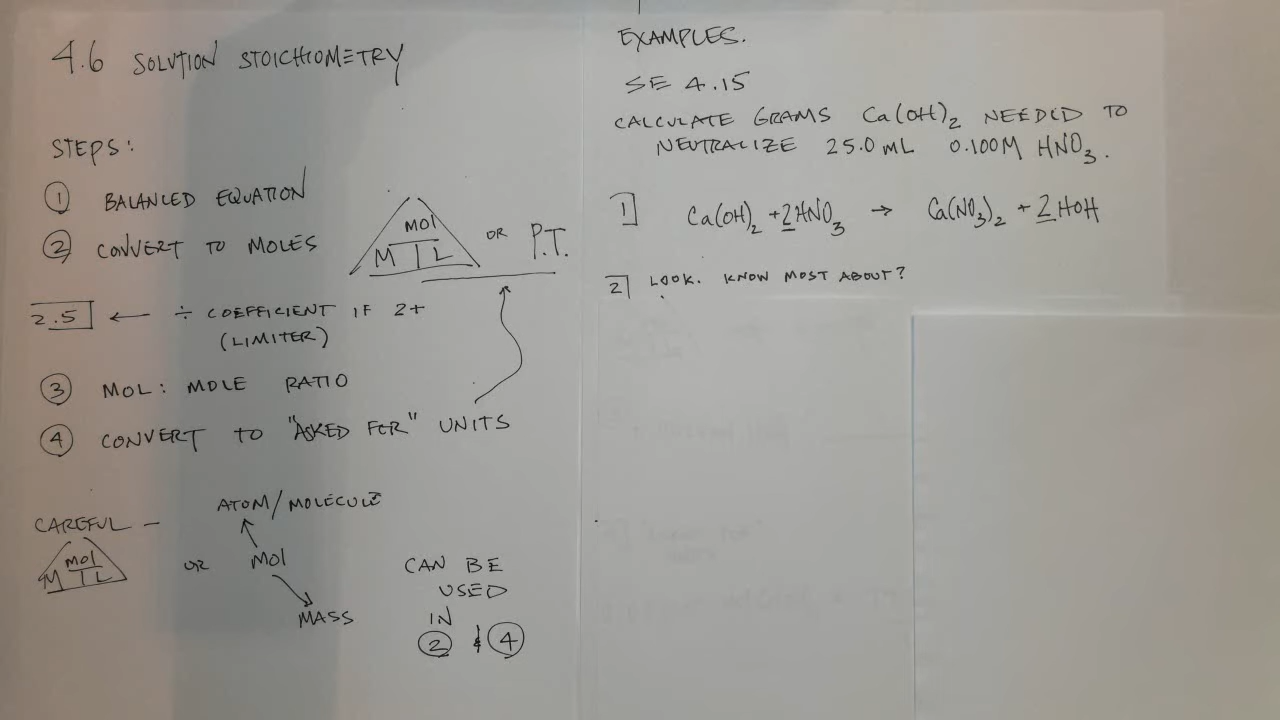 4.6 SOLUTION STOICHIOMETRY
STEPS:
① BALANCED EQUATION
② CONVERT TO MOLES
mol
M L
OR P.T.
2.5 ← ÷ COEFFICIENT IF 2+
(LIMITER)
③ MOL: MOLE RATIO
④ CONVERT TO "ASKED FOR" UNITS
CAREFUL -
mol
M L
OR
ATOM/MOLECULE
MOL
MASS
CAN BE
USED
IN
② & ④
EXAMPLES.
SE 4.15
CALCULATE GRAMS Ca(OH)₂ NEEDED TO
NEUTRALIZE 25.0 mL 0.100M HNO₃.
1 Ca(OH)₂ + 2HNO₃ → Ca(NO₃)₂ + 2HOH
2 LOOK. KNOW MOST ABOUT?